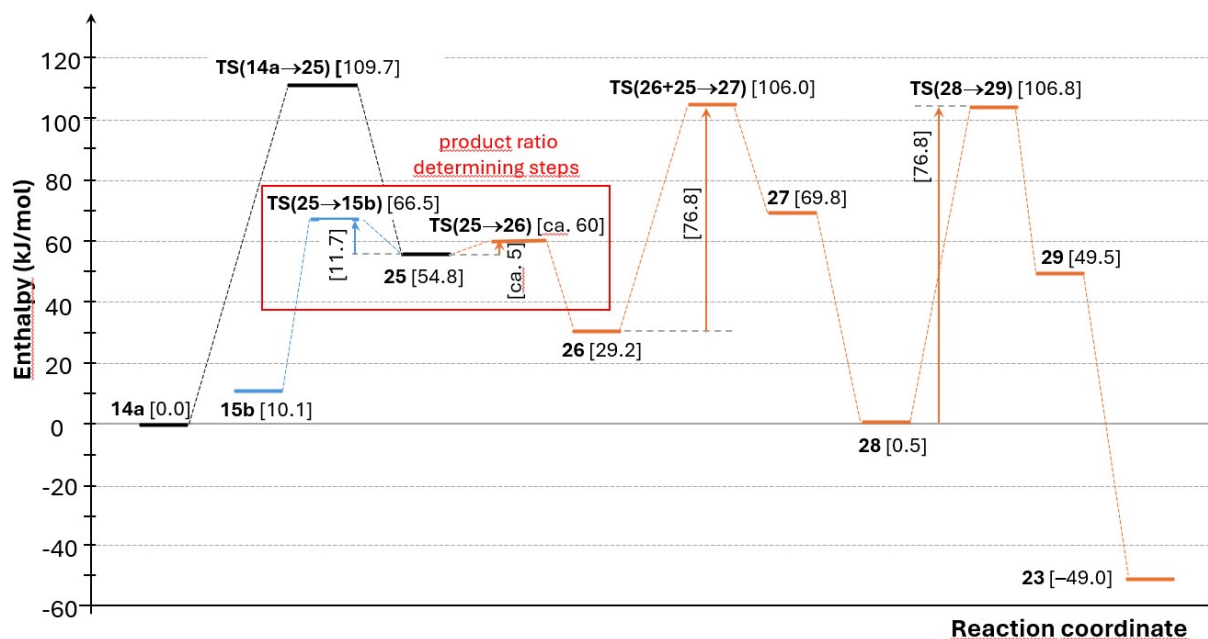 120
100
80
60
40
20
0
-20
-40
-60
Enthalpy (kJ/mol)
TS(14a→25) [109.7]
TS(26+25→27) [106.0]
TS(28→29) [106.8]
product ratio
determining steps
[76.8]
[76.8]
TS(25→15b) [66.5]
27 [69.8]
TS(25→26) [ca. 60]
[11.7]
[ca. 5]
25 [54.8]
29 [49.5]
26 [29.2]
14a [0.0]
15b [10.1]
28 [0.5]
23 [–49.0]
Reaction coordinate